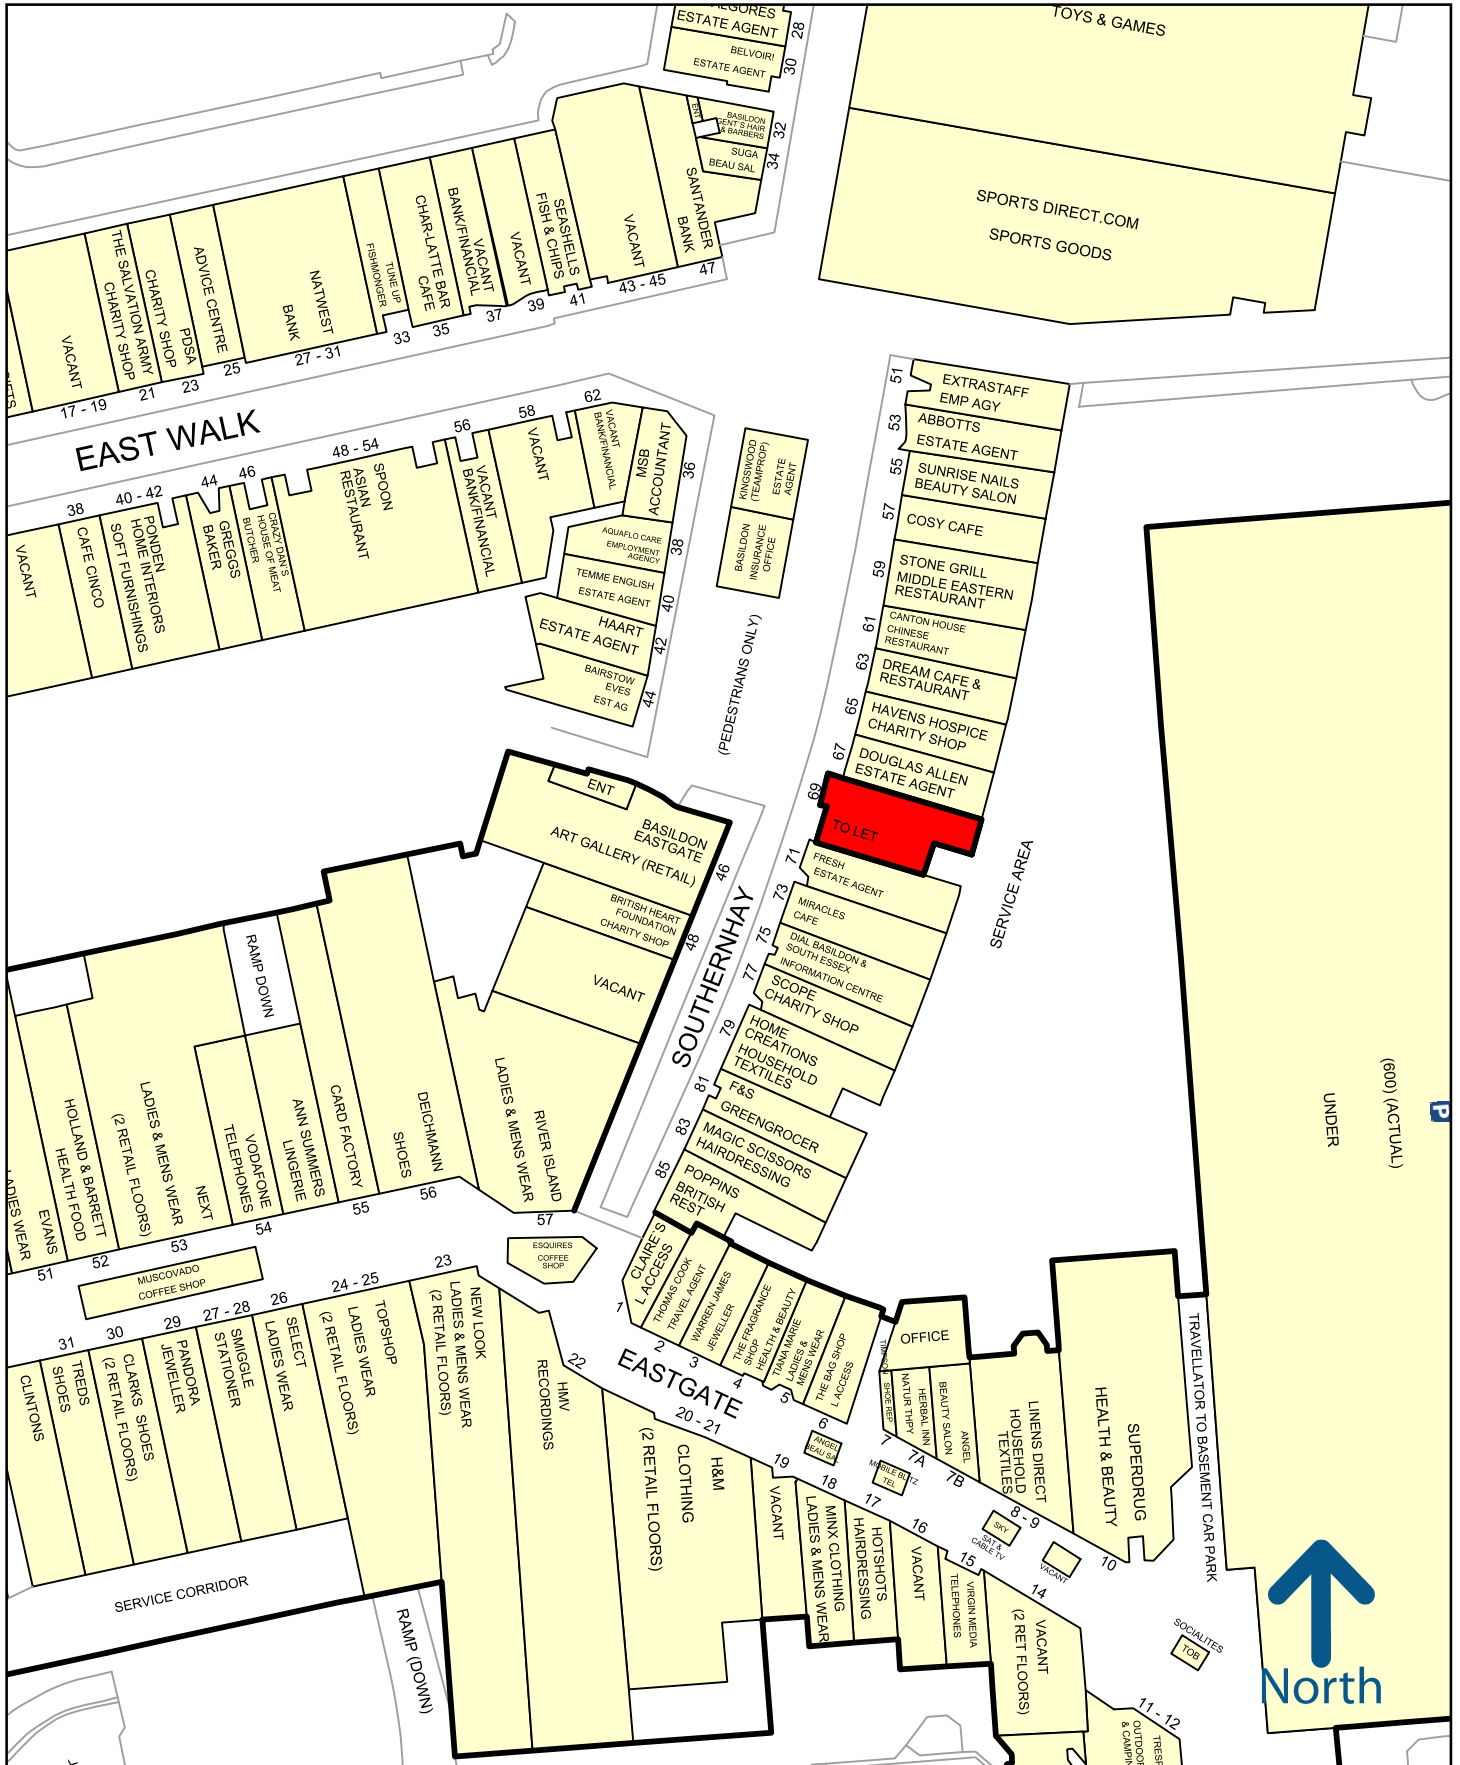 ESTATE AGENT
28
BELVOIR!
ESTATE AGENT
30
TOYS & GAMES
ENT
BASILDON
& BARBERS
32
SUGA
BEAU SAL
34
SPORTS DIRECT.COM
SPORTS GOODS
VACANT
17 - 19
THE SALVATION ARMY
CHARITY SHOP
21
CHARITY SHOP
PDSA
23
ADVICE CENTRE
25
NATWEST
BANK
27 - 31
TUNE UP
FISHMONGER
33
CHAR-LATTE BAR
CAFE
35
VACANT
BANK/FINANCIAL
37
VACANT
39
SEASHELLS
FISH & CHIPS
41
VACANT
43 - 45
SANTANDER
BANK
47
EAST WALK
VACANT
38
CAFE CINCO
40 - 42
PONDEN
HOME INTERIORS
SOFT FURNISHINGS
44
GREGGS
BAKER
46
CRAZY DAN'S
HOUSE OF MEAT
BUTCHER
48 - 54
SPOON
ASIAN
RESTAURANT
56
VACANT
BANK/FINANCIAL
58
VACANT
62
VACANT
BANK/FINANCIAL
MSB
ACCOUNTANT
36
AQUAFLO CARE
EMPLOYMENT
AGENCY
38
TEMME ENGLISH
ESTATE AGENT
40
HAART
ESTATE AGENT
42
BAIRSTOW
EVES
EST AG
44
KINGSWOOD
(TEAMPROP)
ESTATE
AGENT
BASILDON
INSURANCE
OFFICE
(PEDESTRIANS ONLY)
51
EXTRASTAFF
EMP AGY
53
ABBOTTS
ESTATE AGENT
55
SUNRISE NAILS
BEAUTY SALON
57
COSY CAFE
59
STONE GRILL
MIDDLE EASTERN
RESTAURANT
61
CANTON HOUSE
CHINESE
RESTAURANT
63
DREAM CAFE &
RESTAURANT
65
HAVENS HOSPICE
CHARITY SHOP
67
DOUGLAS ALLEN
ESTATE AGENT
69
TO LET
71
FRESH
ESTATE AGENT
73
MIRACLES
CAFE
75
DIAL BASILDON &
SOUTH ESSEX
INFORMATION CENTRE
77
SCOPE
CHARITY SHOP
79
HOME
CREATIONS
HOUSEHOLD
TEXTILES
81
F&S
GREENGROCER
83
MAGIC SCISSORS
HAIRDRESSING
85
POPPINS
BRITISH
REST
SERVICE AREA
UNDER
(600) (ACTUAL)
P
ENT
BASILDON
EASTGATE
ART GALLERY (RETAIL)
46
BRITISH HEART
FOUNDATION
CHARITY SHOP
48
VACANT
SOUTHERNHAY
RAMP DOWN
EVANS
LADIES WEAR
51
HOLLAND & BARRETT
HEALTH FOOD
52
NEXT
LADIES & MENS WEAR
(2 RETAIL FLOORS)
53
VODAFONE
TELEPHONES
54
ANN SUMMERS
LINGERIE
CARD FACTORY
55
DEICHMANN
SHOES
56
RIVER ISLAND
LADIES & MENS WEAR
57
MUSCOVADO
COFFEE SHOP
ESQUIRES
COFFEE
SHOP
CLINTONS
31
TREDS
SHOES
30
CLARKS SHOES
(2 RETAIL FLOORS)
29
PANDORA
JEWELLER
27 - 28
SMIGGLE
STATIONER
26
SELECT
LADIES WEAR
24 - 25
TOPSHOP
LADIES WEAR
(2 RETAIL FLOORS)
23
NEW LOOK
LADIES & MENS WEAR
(2 RETAIL FLOORS)
22
HMV
RECORDINGS
EASTGATE
20 - 21
H&M
CLOTHING
(2 RETAIL FLOORS)
1
CLAIRE'S
L ACCESS
2
THOMAS COOK
TRAVEL AGENT
3
WARREN JAMES
JEWELLER
4
THE FRAGRANCE
SHOP
HEALTH & BEAUTY
5
TIANA MARIE
LADIES &
MENS WEAR
6
THE BAG SHOP
L ACCESS
OFFICE
7
TIMPSON
SHOE REP
7A
HERBAL INN
NATUR THPY
7B
ANGEL
BEAUTY SALON
8 - 9
LINENS DIRECT
HOUSEHOLD
TEXTILES
10
SUPERDRUG
HEALTH & BEAUTY
TRAVELLATOR TO BASEMENT CAR PARK
ANGEL
BEAU SAL
MOBILE BLITZ
TEL
SKY
SAT &
CABLE TV
VACANT
SOCIALITES
TOB
19
VACANT
18
MINX CLOTHING
LADIES & MENS WEAR
17
HOTSHOTS
HAIRDRESSING
16
VACANT
15
VIRGIN MEDIA
TELEPHONES
14
VACANT
(2 RET FLOORS)
11 - 12
SERVICE CORRIDOR
RAMP (DOWN)
North